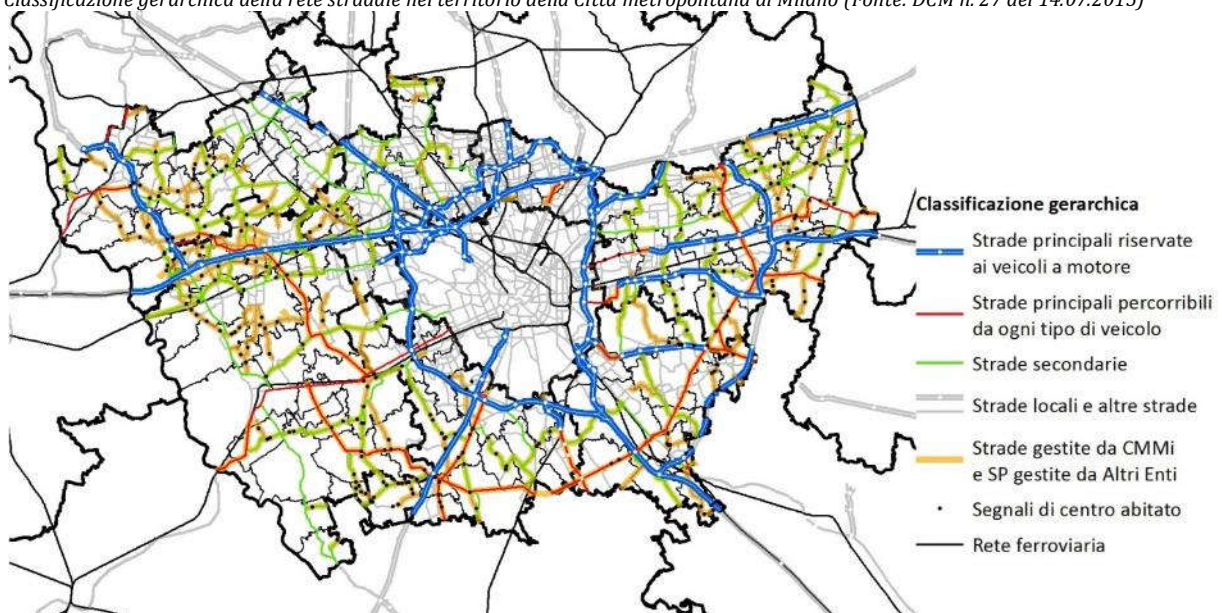 Classificazione gerarchica della rete stradale nel territorio della Città metropolitana di Milano (Fonte: DCM n. 27 del 14.07.2015)
Classificazione gerarchica
Strade principali riservate
ai veicoli a motore
Strade principali percorribili
da ogni tipo di veicolo
Strade secondarie
Strade locali e altre strade
Strade gestite da CMMi
e SP gestite da Altri Enti
Segnali di centro abitato
Rete ferroviaria